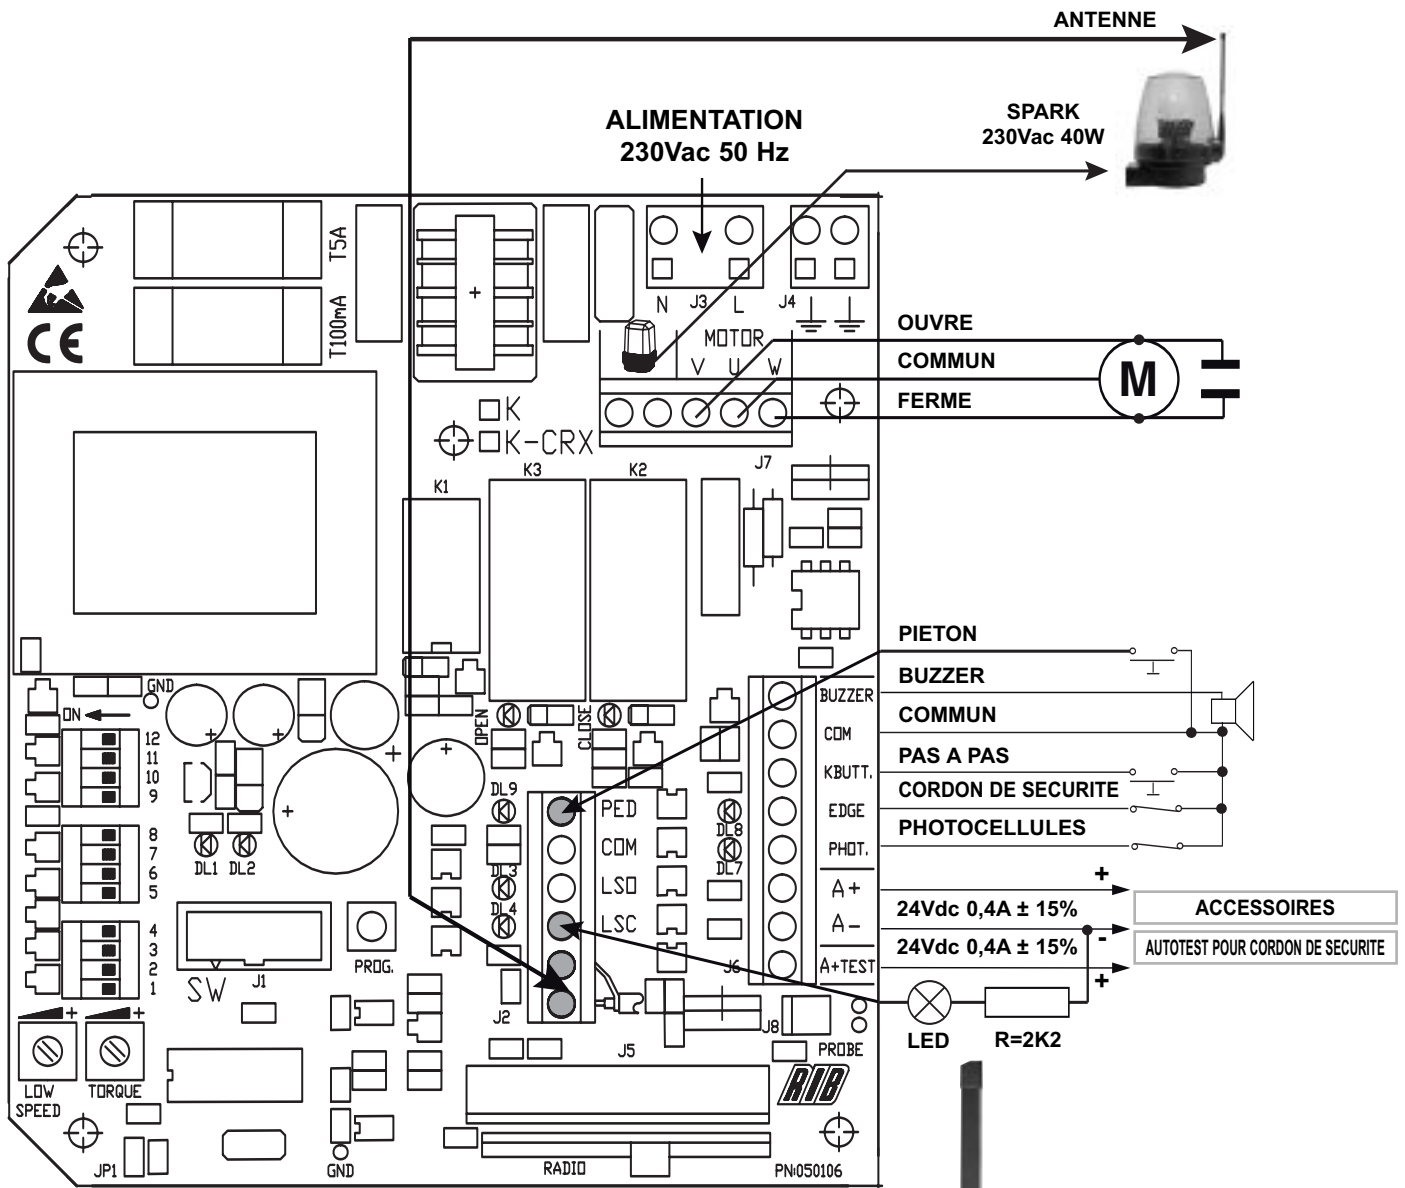 ANTENNE
SPARK
230Vac 40W
ALIMENTATION
230Vac 50 Hz
T5A
T100mA
CE
N J3 L J4
MOTOR
V U W
OUVRE
COMMUN
FERME
M
K
K-CRX
K1
K3
K2
J7
PIETON
BUZZER
COMMUN
PAS A PAS
CORDON DE SECURITE
PHOTOCELLULES
BUZZER
COM
KBUTT.
EDGE
PHOT.
A+
A-
A+TEST
J6
+
24Vdc 0,4A ± 15%
-
24Vdc 0,4A ± 15%
+
ACCESSOIRES
AUTOTEST POUR CORDON DE SECURITE
LED
R=2K2
GND
ON
12
11
10
9
8
7
6
5
4
3
2
1
SW
J1
PROG.
DL1 DL2
OPEN
CLOSE
DL9
DL3
DL4
DL8
DL7
PED
COM
LSO
LSC
J2
J5
J8
PROBE
RIB
LOW
SPEED
TORQUE
JP1
GND
RADIO
PN:050106